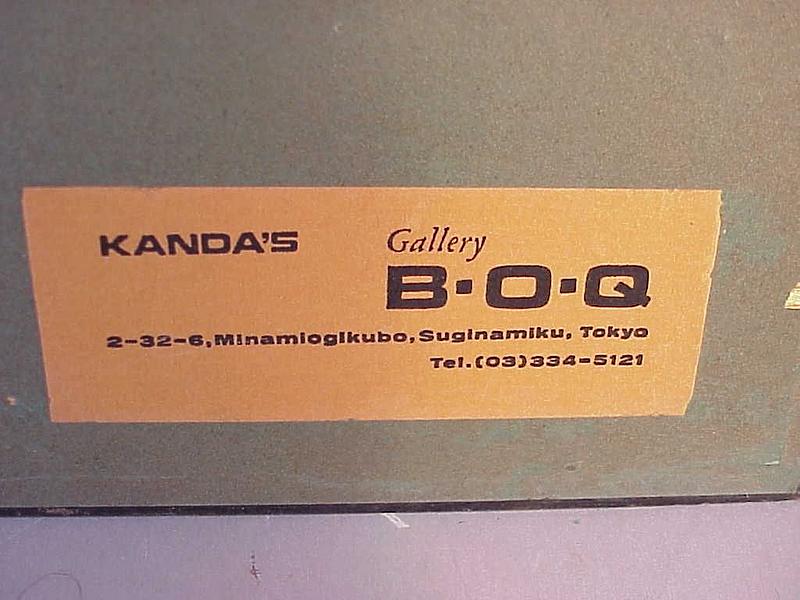 KANDA'S Gallery
B·O·Q
2-32-6,Minamiogikubo,Suginamiku, Tokyo
Tel.(03)334-5121